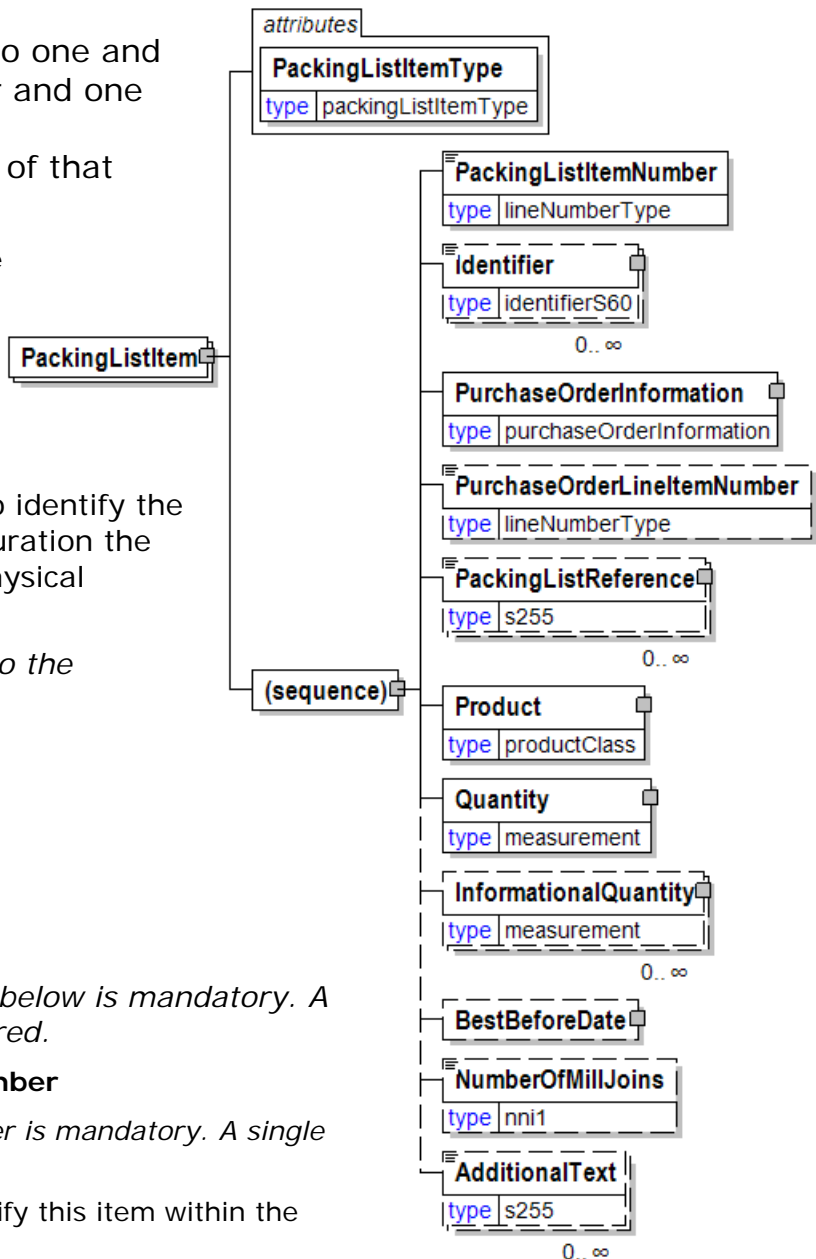 o one and
and one
of that
identify the
uration the
ysical
o the
below is mandatory. A
red.
nber
er is mandatory. A single
ify this item within the
PackingListItem
attributes
PackingListItemType
type packingListItemType
(sequence)
PackingListItemNumber
type lineNumberType
Identifier
type identifierS60
0.. ∞
PurchaseOrderInformation
type purchaseOrderInformation
PurchaseOrderLineItemNumber
type lineNumberType
PackingListReference
type s255
0.. ∞
Product
type productClass
Quantity
type measurement
InformationalQuantity
type measurement
0.. ∞
BestBeforeDate
NumberOfMillJoins
type nni1
AdditionalText
type s255
0.. ∞